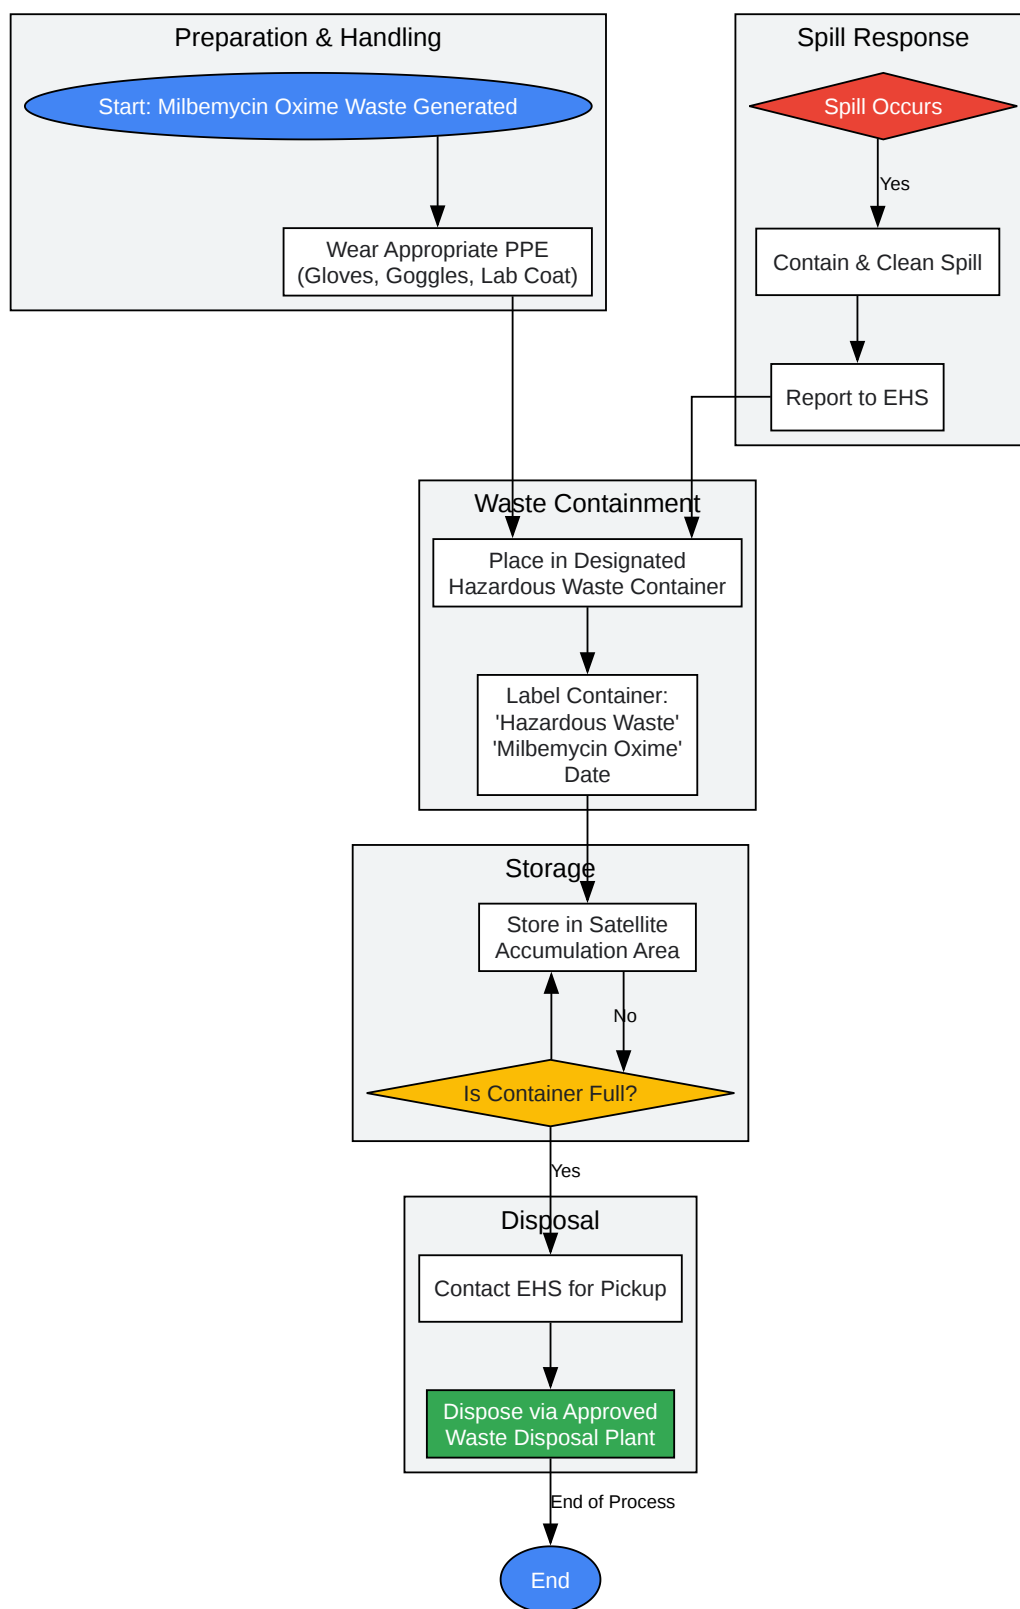 Preparation & Handling
Start: Milbemycin Oxime Waste Generated
Wear Appropriate PPE
(Gloves, Goggles, Lab Coat)
Spill Response
Spill Occurs
Yes
Contain & Clean Spill
Report to EHS
Waste Containment
Place in Designated
Hazardous Waste Container
Label Container:
'Hazardous Waste'
'Milbemycin Oxime'
Date
Storage
Store in Satellite
Accumulation Area
No
Is Container Full?
Yes
Disposal
Contact EHS for Pickup
Dispose via Approved
Waste Disposal Plant
End of Process
End